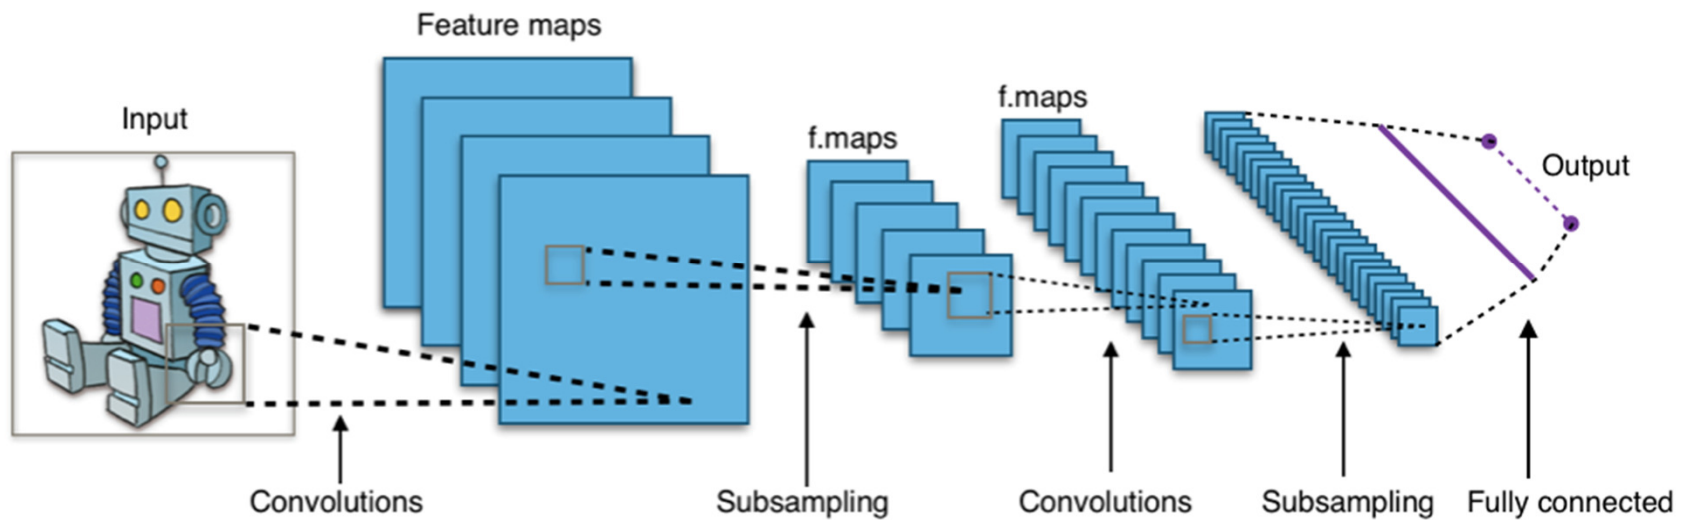 Feature maps
f.maps
Input
f.maps
Output
Convolutions
Subsampling
Convolutions
Subsampling
Fully connected